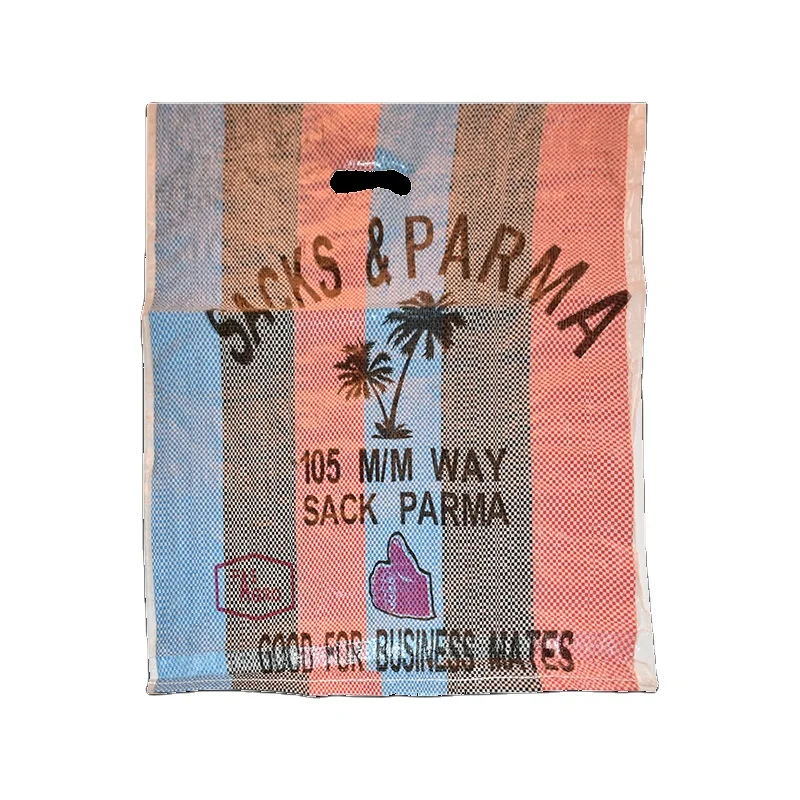 SACKS & PARMA
105 M/M WAY
SACK PARMA
GOOD FOR BUSINESS MATES